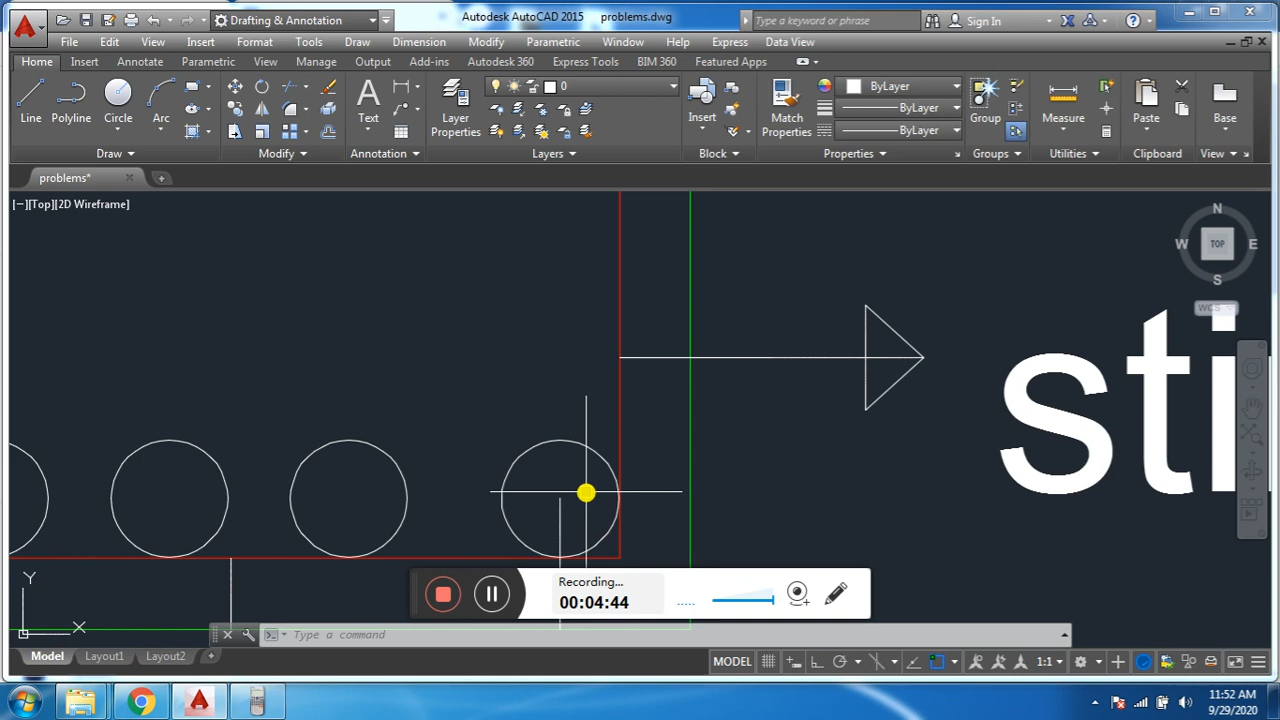 Drafting & Annotation
Autodesk AutoCAD 2015 problems.dwg
Type a keyword or phrase
Sign In
File Edit View Insert Format Tools Draw Dimension Modify Parametric Window Help Express Data View
Home Insert Annotate Parametric View Manage Output Add-ins Autodesk 360 Express Tools BIM 360 Featured Apps
0
ByLayer
ByLayer
ByLayer
Line Polyline Circle Arc
Text
Layer Properties
Insert
Match Properties
Group
Measure
Paste
Base
Draw Modify Annotation Layers Block Properties Groups Utilities Clipboard View
problems*
[−][Top][2D Wireframe]
N
W TOP E
S
WCS
sti
Y
X
Recording...
00:04:44
Type a command
Model Layout1 Layout2 +
MODEL
1:1
11:52 AM
9/29/2020